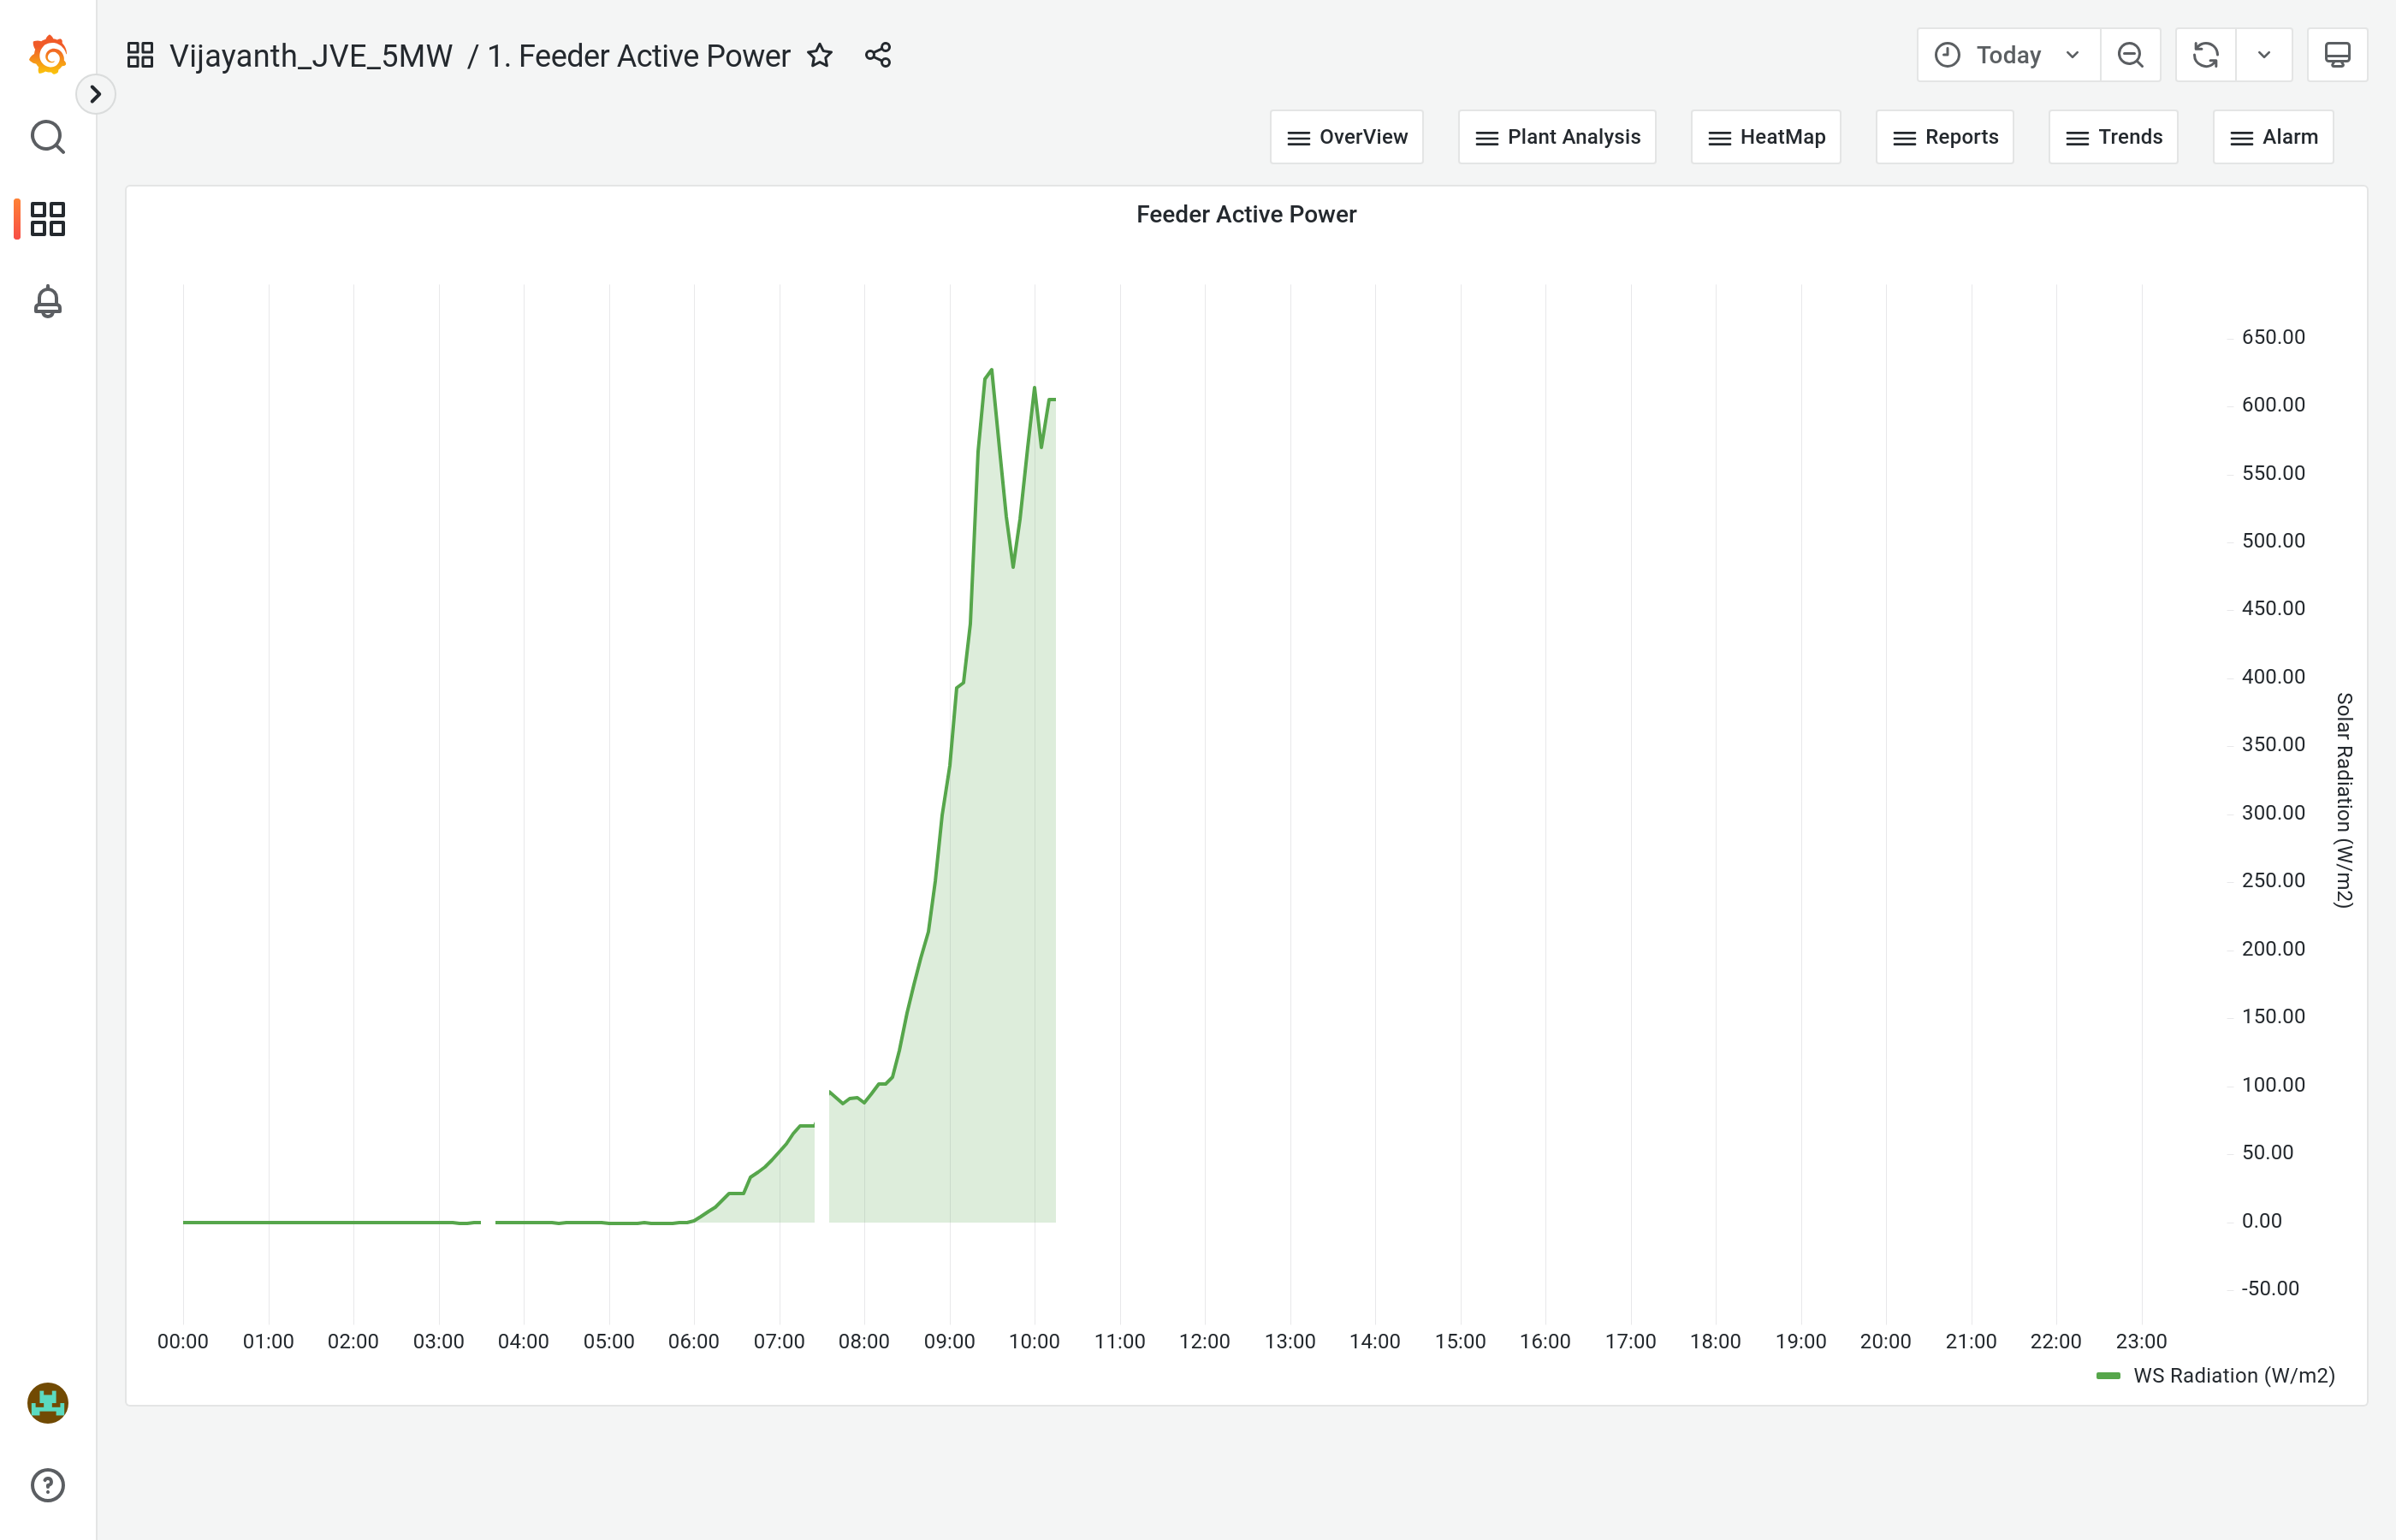 Vijayanth_JVE_5MW / 1. Feeder Active Power
Today
OverView
Plant Analysis
HeatMap
Reports
Trends
Alarm
Feeder Active Power
650.00
600.00
550.00
500.00
450.00
400.00
350.00
300.00
250.00
200.00
150.00
100.00
50.00
0.00
-50.00
Solar Radiation (W/m2)
00:00 01:00 02:00 03:00 04:00 05:00 06:00 07:00 08:00 09:00 10:00 11:00 12:00 13:00 14:00 15:00 16:00 17:00 18:00 19:00 20:00 21:00 22:00 23:00
WS Radiation (W/m2)